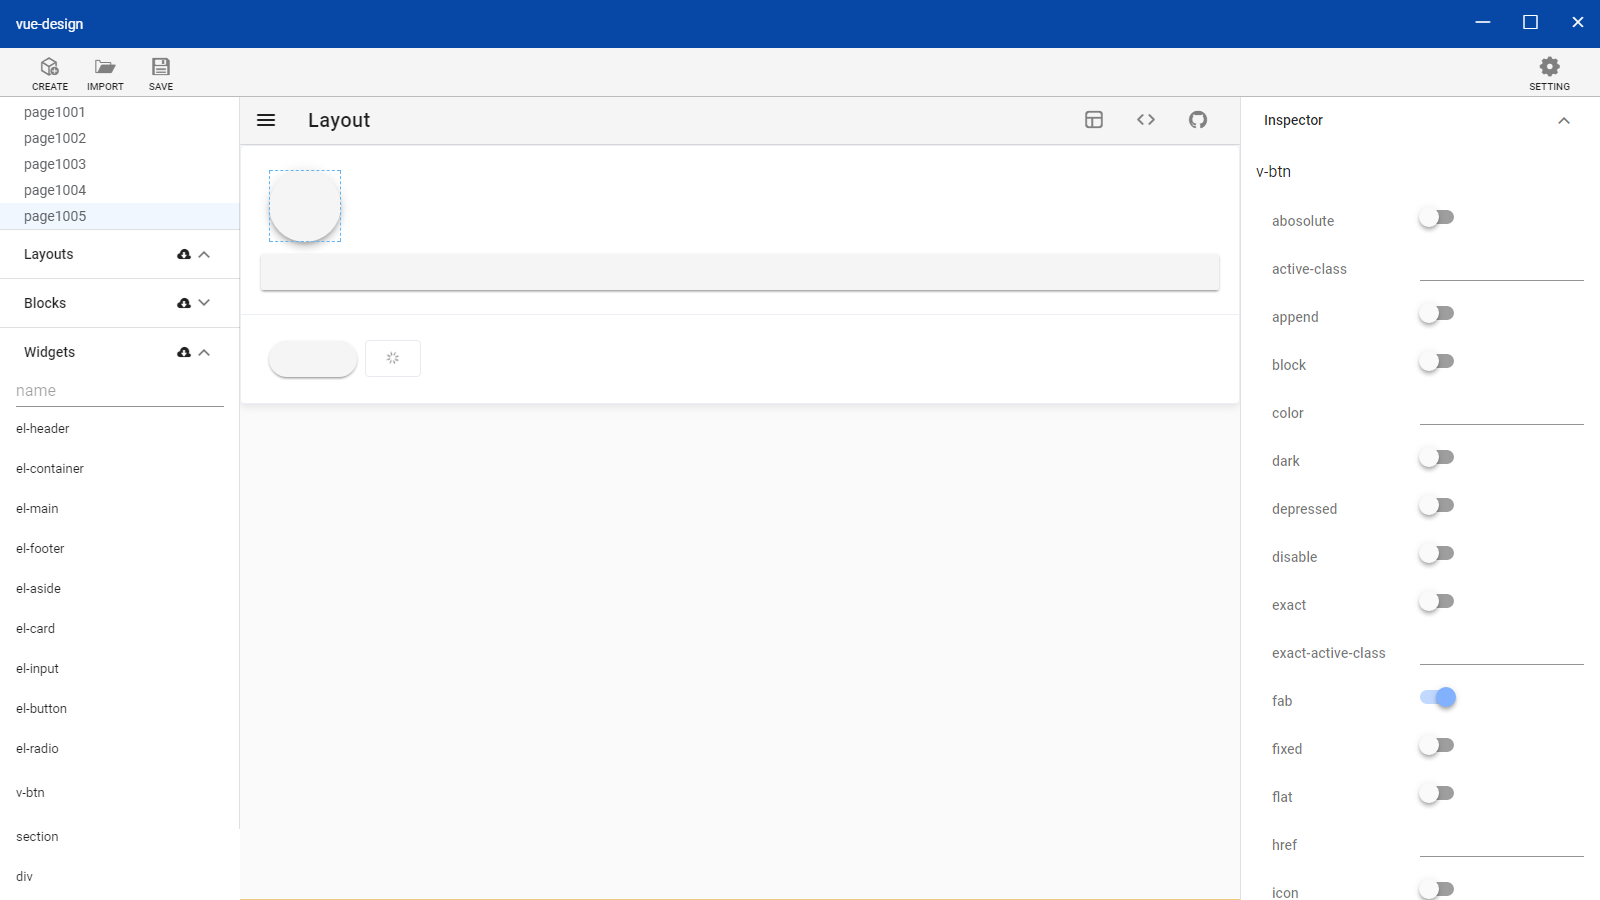 vue-design
CREATE
IMPORT
SAVE
SETTING
page1001
page1002
page1003
page1004
page1005
Layouts
Blocks
Widgets
name
el-header
el-container
el-main
el-footer
el-aside
el-card
el-input
el-button
el-radio
v-btn
section
div
Layout
Inspector
v-btn
abosolute
active-class
append
block
color
dark
depressed
disable
exact
exact-active-class
fab
fixed
flat
href
icon